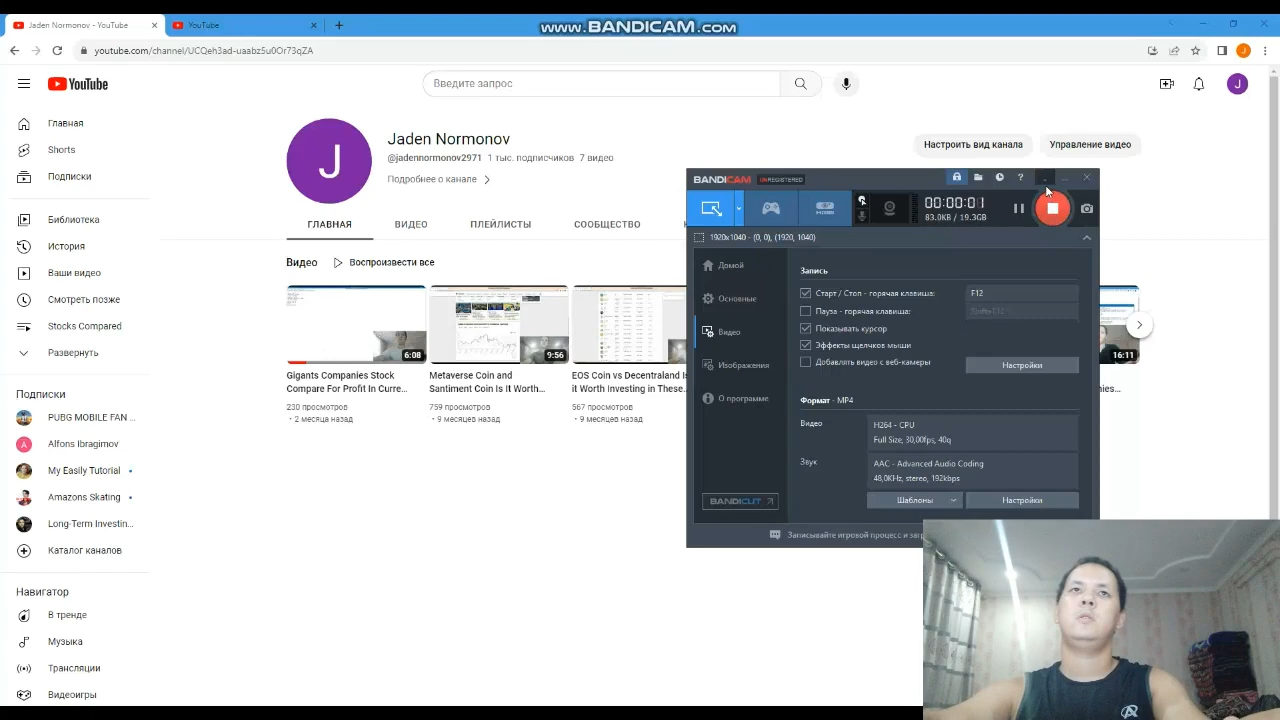 Jaden Normonov - YouTube
YouTube
www.BANDICAM.com
youtube.com/channel/UCQeh3ad-uaabz5u0Or73qZA
YouTube
Введите запрос
J
Главная
Shorts
Подписки
Библиотека
История
Ваши видео
Смотреть позже
Stocks Compared
Развернуть
Подписки
PUBG MOBILE FAN ...
Alfons Ibragimov
My Easily Tutorial
Amazons Skating
Long-Term Investin...
Каталог каналов
Навигатор
В тренде
Музыка
Трансляции
Видеоигры
J
Jaden Normonov
@jadennormonov2971 1 тыс. подписчиков 7 видео
Подробнее о канале
Настроить вид канала
Управление видео
ГЛАВНАЯ
ВИДЕО
ПЛЕЙЛИСТЫ
СООБЩЕСТВО
Видео
Воспроизвести все
6:08
Gigants Companies Stock
Compare For Profit In Curre...
230 просмотров
• 2 месяца назад
9:56
Metaverse Coin and
Santiment Coin Is It Worth...
759 просмотров
• 9 месяцев назад
EOS Coin vs Decentraland Is
it Worth Investing in These
567 просмотров
• 9 месяцев назад
16:11
BANDICAM UNREGISTERED
00:00:01
83.0KB / 19.3GB
1920x1040 - (0, 0), (1920, 1040)
Домой
Основные
Видео
Изображения
О программе
BANDICUT
Запись
Старт / Стоп - горячая клавиша:
F12
Пауза - горячая клавиша:
Показывать курсор
Эффекты щелчков мыши
Добавлять видео с веб-камеры
Настройки
Формат - MP4
Видео
H264 - CPU
Full Size, 30,00fps, 40q
Звук
AAC - Advanced Audio Coding
48,0KHz, stereo, 192kbps
Шаблоны
Настройки
Записывайте игровой процесс и